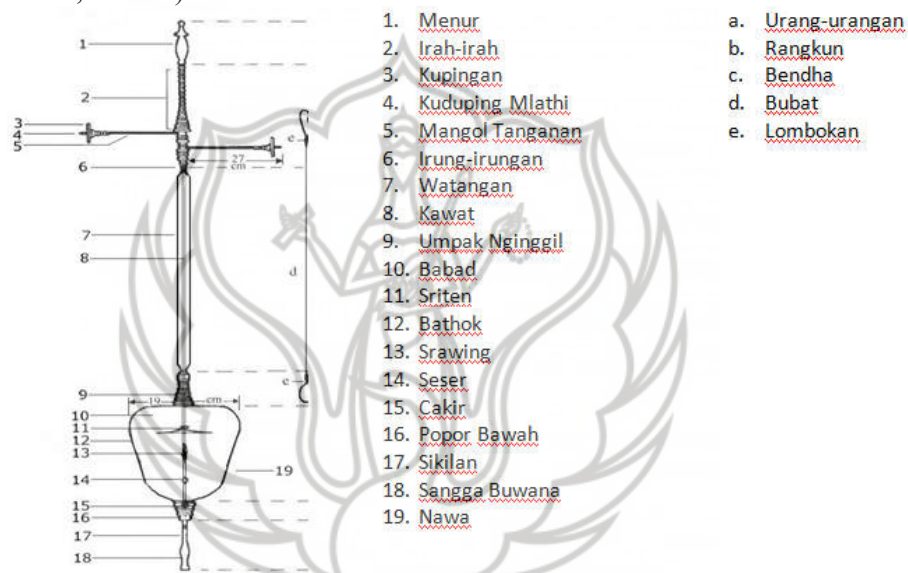 1. Menur
2. Irah-irah
3. Kupingan
4. Kuduping Mlathi
5. Mangol Tanganan
6. Irung-irungan
7. Watangan
8. Kawat
9. Umpak Nginggil
10. Babad
11. Sriten
12. Bathok
13. Srawing
14. Seser
15. Cakir
16. Popor Bawah
17. Sikilan
18. Sangga Buwana
19. Nawa
a. Urang-urangan
b. Rangkun
c. Bendha
d. Bubat
e. Lombokan
1
2
3
4
5
e
27
cm
6
7
8
d
e
9
19 cm
10
11
12
13
19
14
15
16
17
18